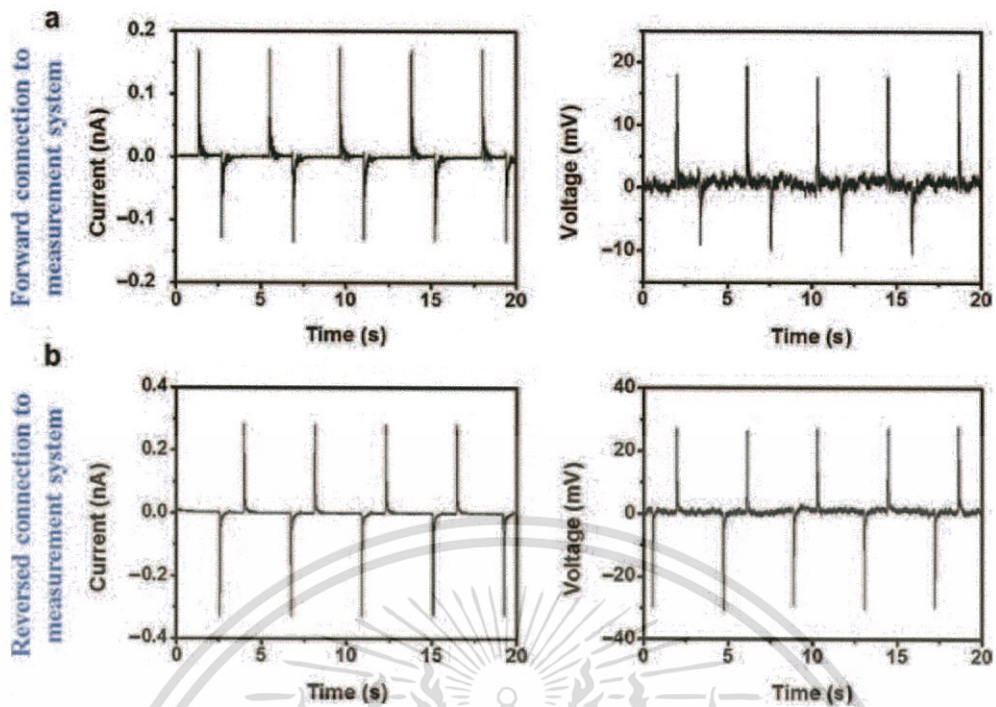 a
Forward connection to
measurement system
Current (nA)
0.2
0.1
0.0
−0.1
−0.2
0
5
10
15
20
Time (s)
Voltage (mV)
20
10
0
−10
0
5
10
15
20
Time (s)
b
Reversed connection to
measurement system
Current (nA)
0.4
0.2
0.0
−0.2
−0.4
0
5
10
15
20
Time (s)
Voltage (mV)
40
20
0
−20
−40
0
5
10
15
20
Time (s)